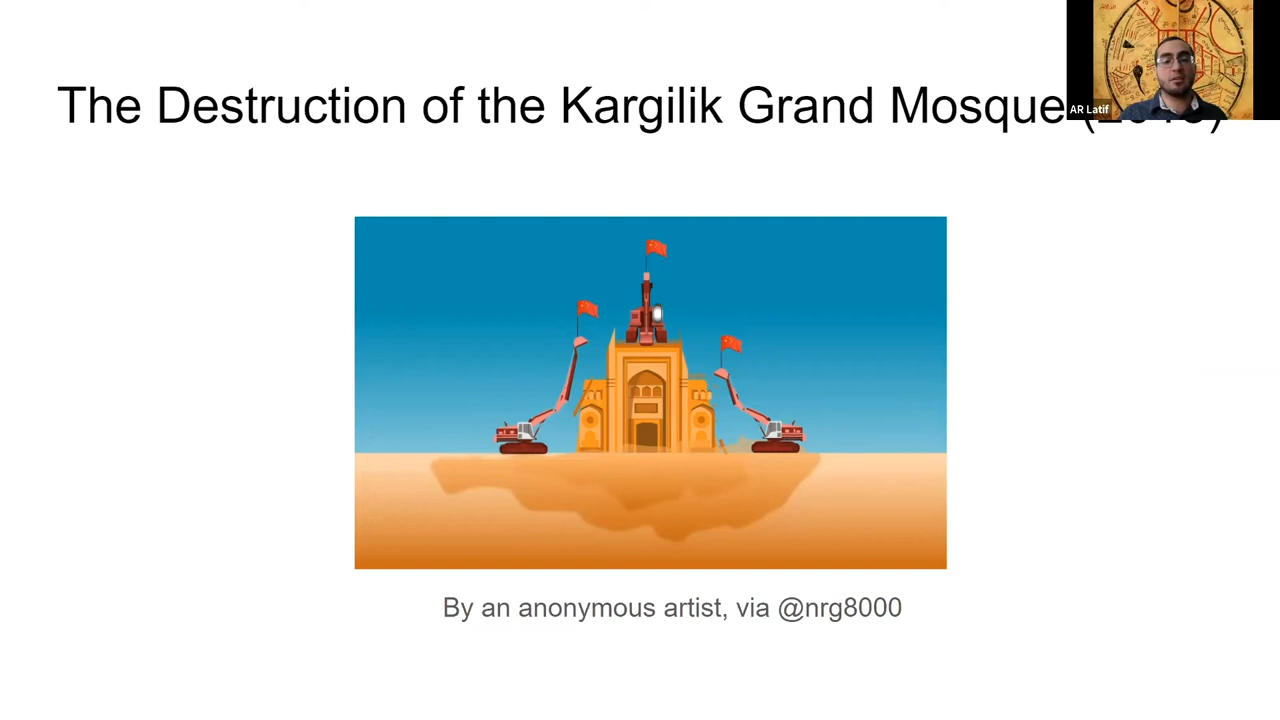 The Destruction of the Kargilik Grand Mosque
AR Latif
By an anonymous artist, via @nrg8000